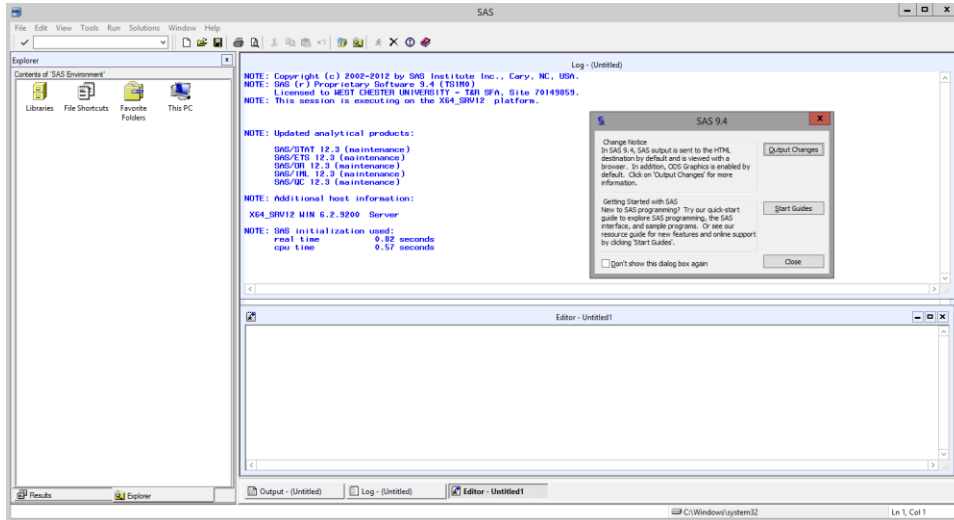 SAS
File Edit View Tools Run Solutions Window Help
Explorer
Contents of 'SAS Environment'
Libraries
File Shortcuts
Favorite Folders
This PC
Log - (Untitled)
NOTE: Copyright (c) 2002-2012 by SAS Institute Inc., Cary, NC, USA.
NOTE: SAS (r) Proprietary Software 9.4 (TS1M0)
Licensed to WEST CHESTER UNIVERSITY - T&R SFA, Site 70149859.
NOTE: This session is executing on the X64_SRV12 platform.
NOTE: Updated analytical products:
SAS/STAT 12.3 (maintenance)
SAS/ETS 12.3 (maintenance)
SAS/OR 12.3 (maintenance)
SAS/IML 12.3 (maintenance)
SAS/QC 12.3 (maintenance)
NOTE: Additional host information:
X64_SRV12 WIN 6.2.9200 Server
NOTE: SAS initialization used:
real time 0.82 seconds
cpu time 0.57 seconds
SAS 9.4
Change Notice
In SAS 9.4, SAS output is sent to the HTML
destination by default and is viewed with a
browser. In addition, ODS Graphics is enabled by
default. Click on 'Output Changes' for more
information.
Output Changes
Getting Started with SAS
New to SAS programming? Try our quick-start
guide to explore SAS programming, the SAS
interface, and sample programs. Or see our
resource guide for new features and online support
by clicking 'Start Guides'.
Start Guides
Don't show this dialog box again
Close
Editor - Untitled1
Results
Explorer
Output - (Untitled)
Log - (Untitled)
Editor - Untitled1
C:\Windows\system32
Ln 1, Col 1